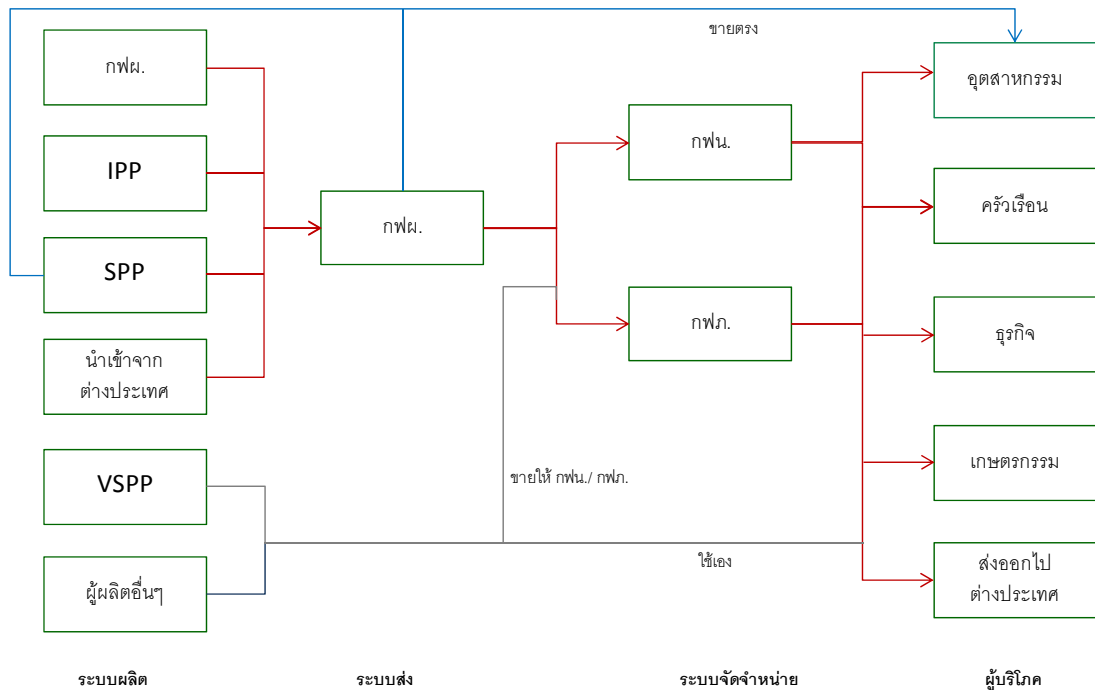 ขายตรง
กฟผ.
IPP
SPP
นำเข้าจาก
ต่างประเทศ
VSPP
ผู้ผลิตอื่นๆ
กฟผ.
กฟน.
กฟภ.
ขายให้ กฟน./ กฟภ.
ใช้เอง
อุตสาหกรรม
ครัวเรือน
ธุรกิจ
เกษตรกรรม
ส่งออกไป
ต่างประเทศ
ระบบผลิต
ระบบส่ง
ระบบจัดจำหน่าย
ผู้บริโภค